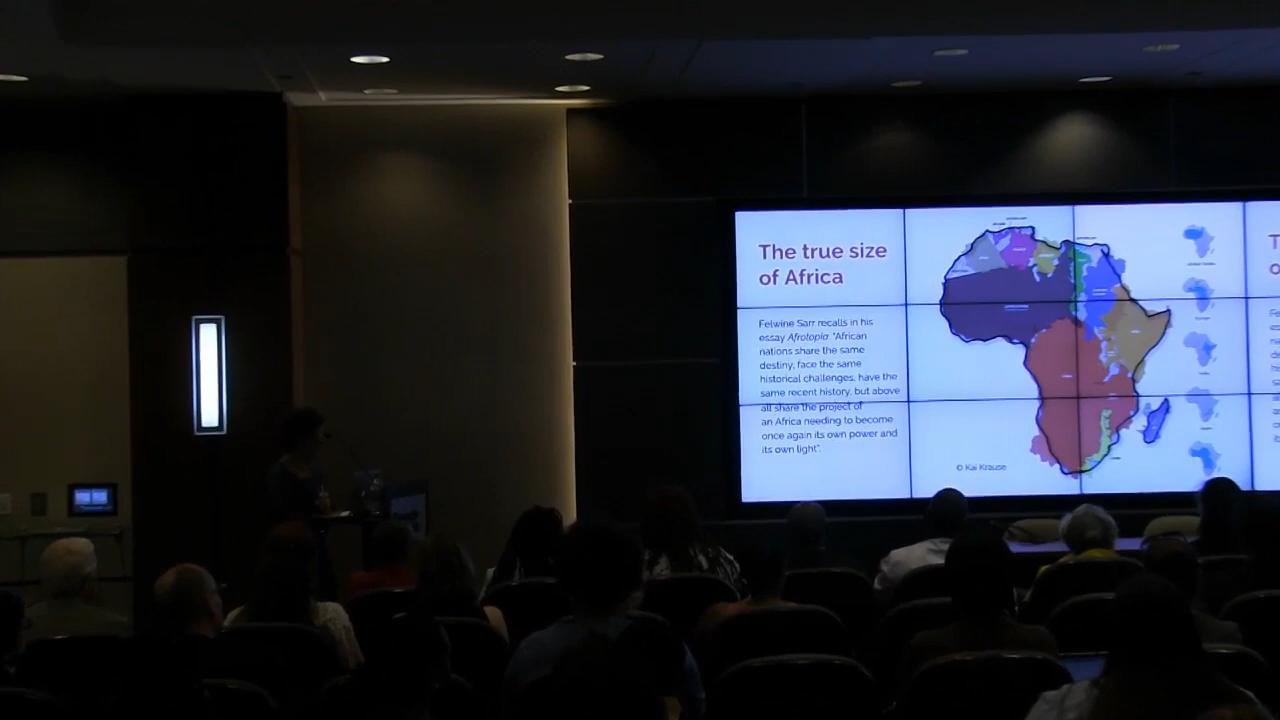 The true size
of Africa
Felwine Sarr recalls in his
essay Afrotopia: "African
nations share the same
destiny, face the same
historical challenges, have the
same recent history, but above
all share the project of
an Africa needing to become
once again its own power and
its own light".
© Kai Krause